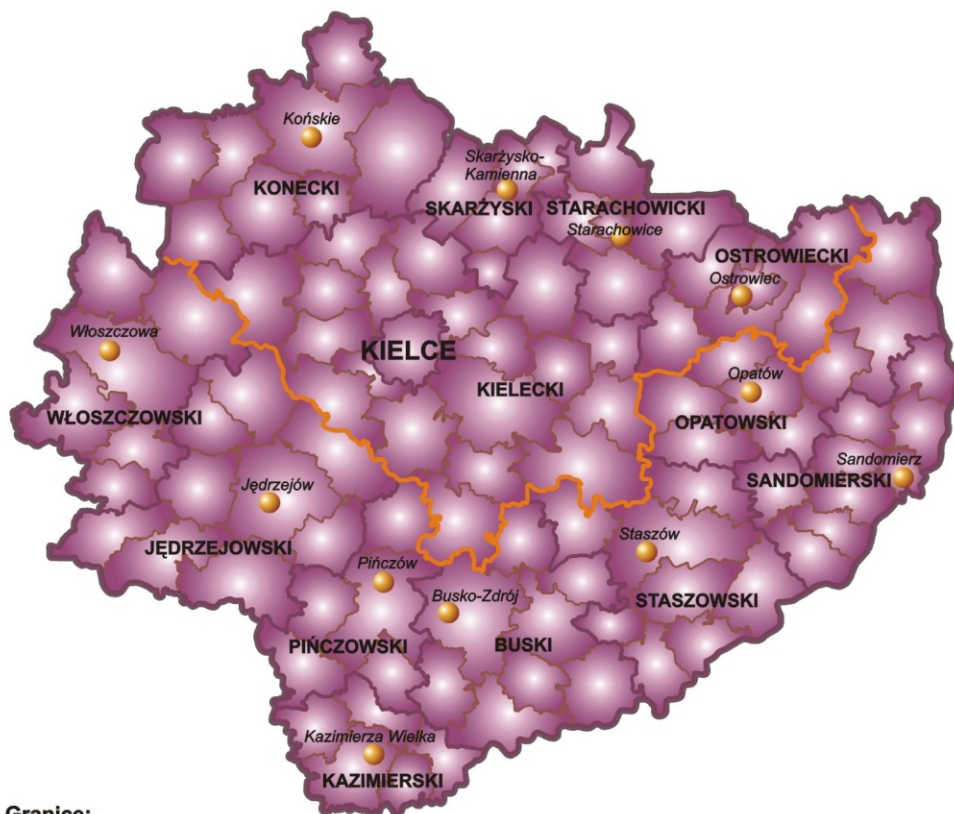 Końskie
KONECKI
Skarżysko-
Kamienna
SKARŻYSKI
STARACHOWICKI
Starachowice
OSTROWIECKI
Ostrowiec
Włoszczowa
KIELCE
KIELECKI
Opatów
OPATOWSKI
WŁOSZCZOWSKI
Sandomierz
SANDOMIERSKI
Jędrzejów
JĘDRZEJOWSKI
Staszów
Pińczów
Busko-Zdrój
STASZOWSKI
PIŃCZOWSKI
BUSKI
Kazimierza Wielka
KAZIMIERSKI
Granice: